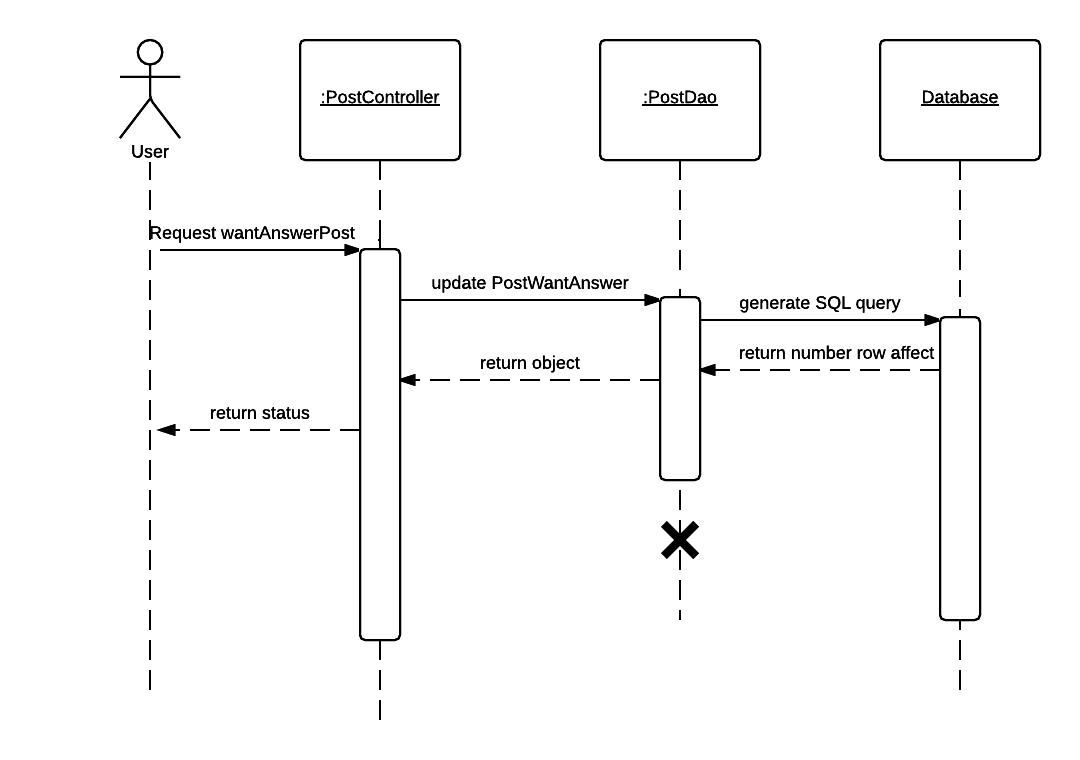 :PostController
:PostDao
Database
User
Request wantAnswerPost
update PostWantAnswer
generate SQL query
return number row affect
return object
return status